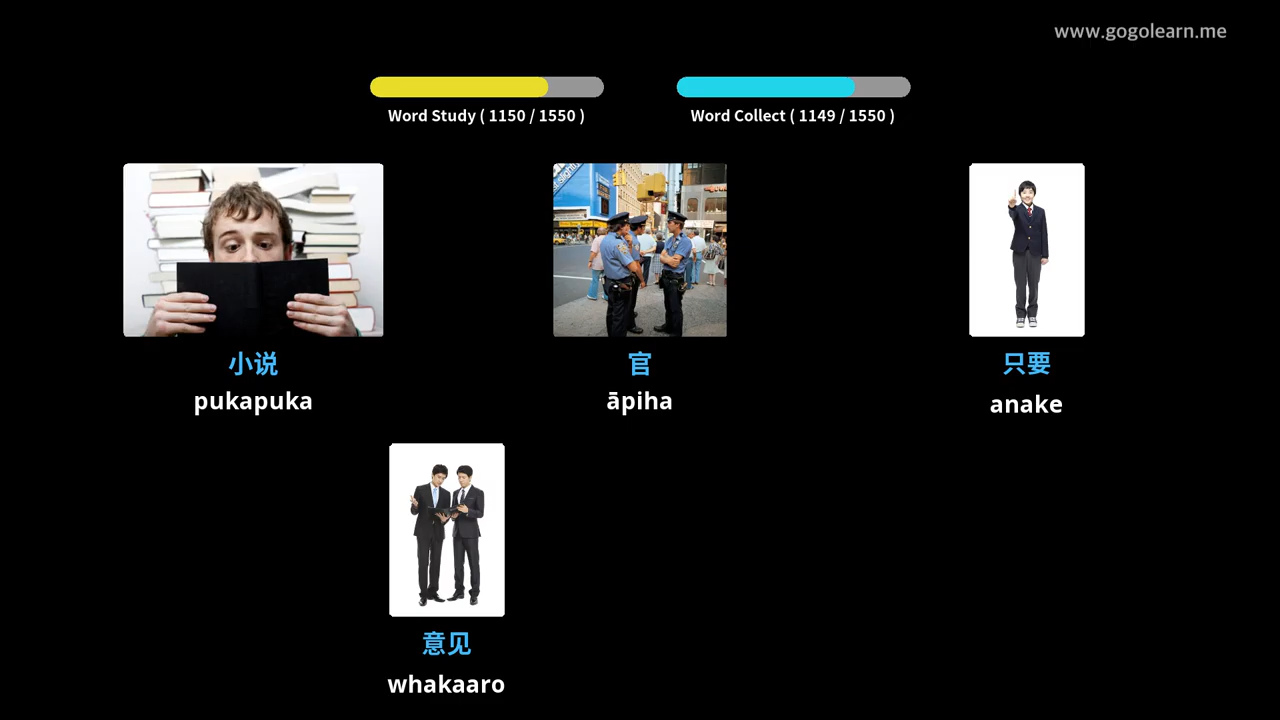 www.gogolearn.me
Word Study ( 1150 / 1550 )
Word Collect ( 1149 / 1550 )
小说
pukapuka
官
āpiha
只要
anake
意见
whakaaro